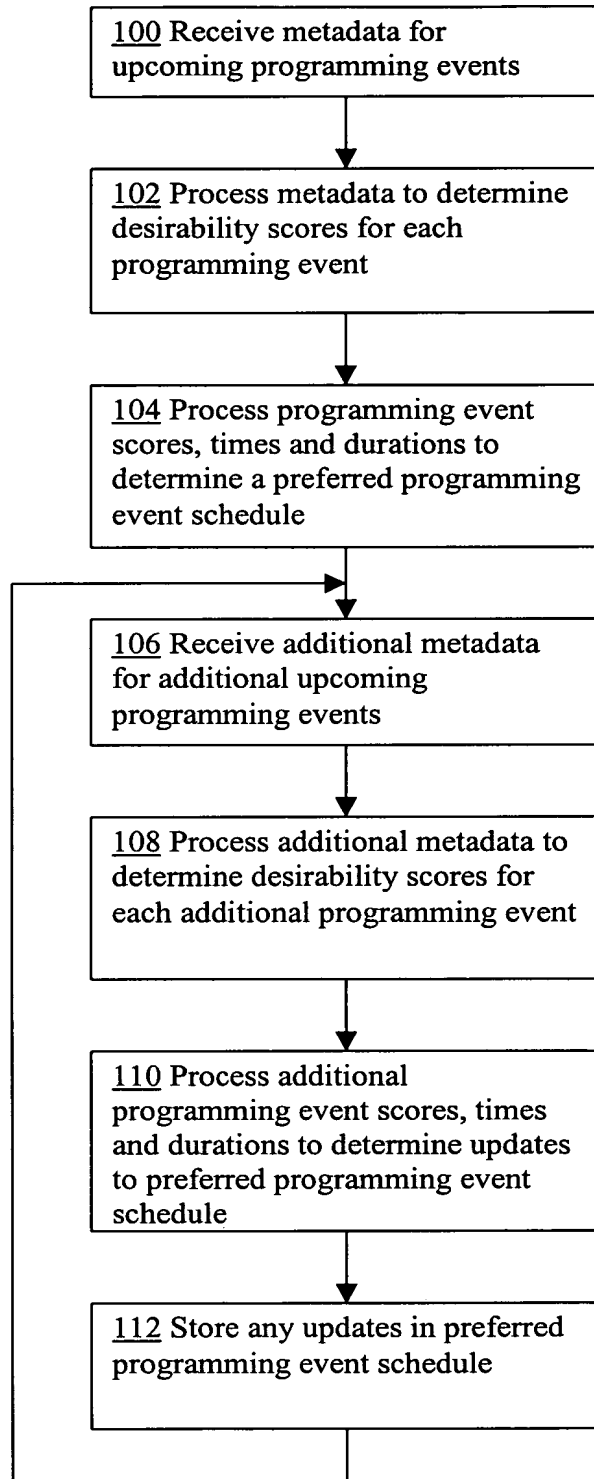 100 Receive metadata for
upcoming programming events
102 Process metadata to determine
desirability scores for each
programming event
104 Process programming event
scores, times and durations to
determine a preferred programming
event schedule
106 Receive additional metadata
for additional upcoming
programming events
108 Process additional metadata to
determine desirability scores for
each additional programming event
110 Process additional
programming event scores, times
and durations to determine updates
to preferred programming event
schedule
112 Store any updates in preferred
programming event schedule